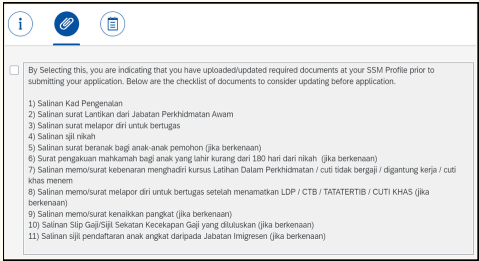 By Selecting this, you are indicating that you have uploaded/updated required documents at your SSM Profile prior to
submitting your application. Below are the checklist of documents to consider updating before application.
1) Salinan Kad Pengenalan
2) Salinan surat Lantikan dari Jabatan Perkhidmatan Awam
3) Salinan surat melapor diri untuk bertugas
4) Salinan sjil nikah
5) Salinan surat beranak bagi anak-anak pemohon (jika berkenaan)
6) Surat pengakuan mahkamah bagi anak yang lahir kurang dari 180 hari dari nikah (jika berkenaan)
7) Salinan memo/surat kebenaran menghadiri kursus Latihan Dalam Perkhidmatan / cuti tidak bergaji / digantung kerja / cuti
khas menem
8) Salinan memo/surat melapor diri untuk bertugas setelah menamatkan LDP / CTB / TATATERTIB / CUTI KHAS (jika
berkenaan)
9) Salinan memo/surat kenaikkan pangkat (jika berkenaan)
10) Salinan Slip Gaji/Sijil Sekatan Kecekapan Gaji yang diluluskan (jika berkenaan)
11) Salinan sijil pendaftaran anak angkat daripada Jabatan Imigresen (jika berkenaan)